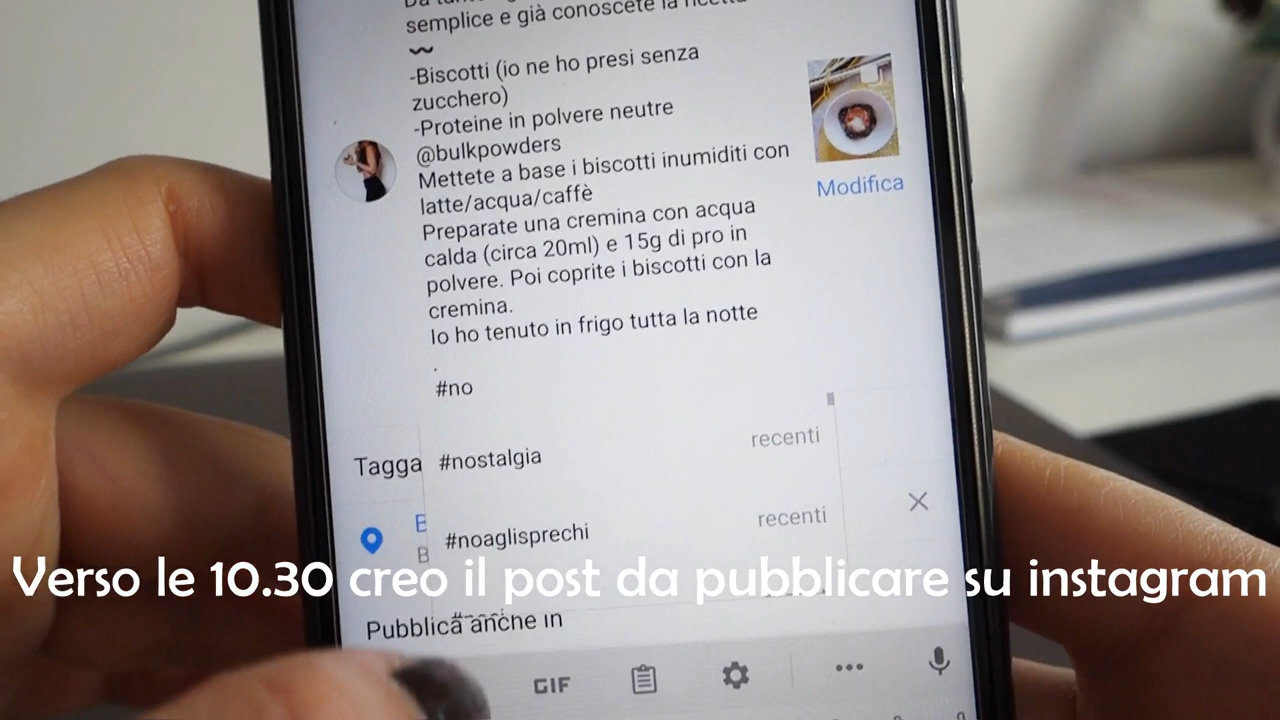 semplice e già conoscete la ricetta
-Biscotti (io ne ho presi senza
zucchero)
-Proteine in polvere neutre
@bulkpowders
Mettete a base i biscotti inumiditi con
latte/acqua/caffè
Preparate una cremina con acqua
calda (circa 20ml) e 15g di pro in
polvere. Poi coprite i biscotti con la
cremina.
Io ho tenuto in frigo tutta la notte
.
#no
Modifica
#nostalgia recenti
Tagga
#noaglisprechi recenti
B
B
Verso le 10.30 creo il post da pubblicare su instagram
Pubblica anche in
GIF